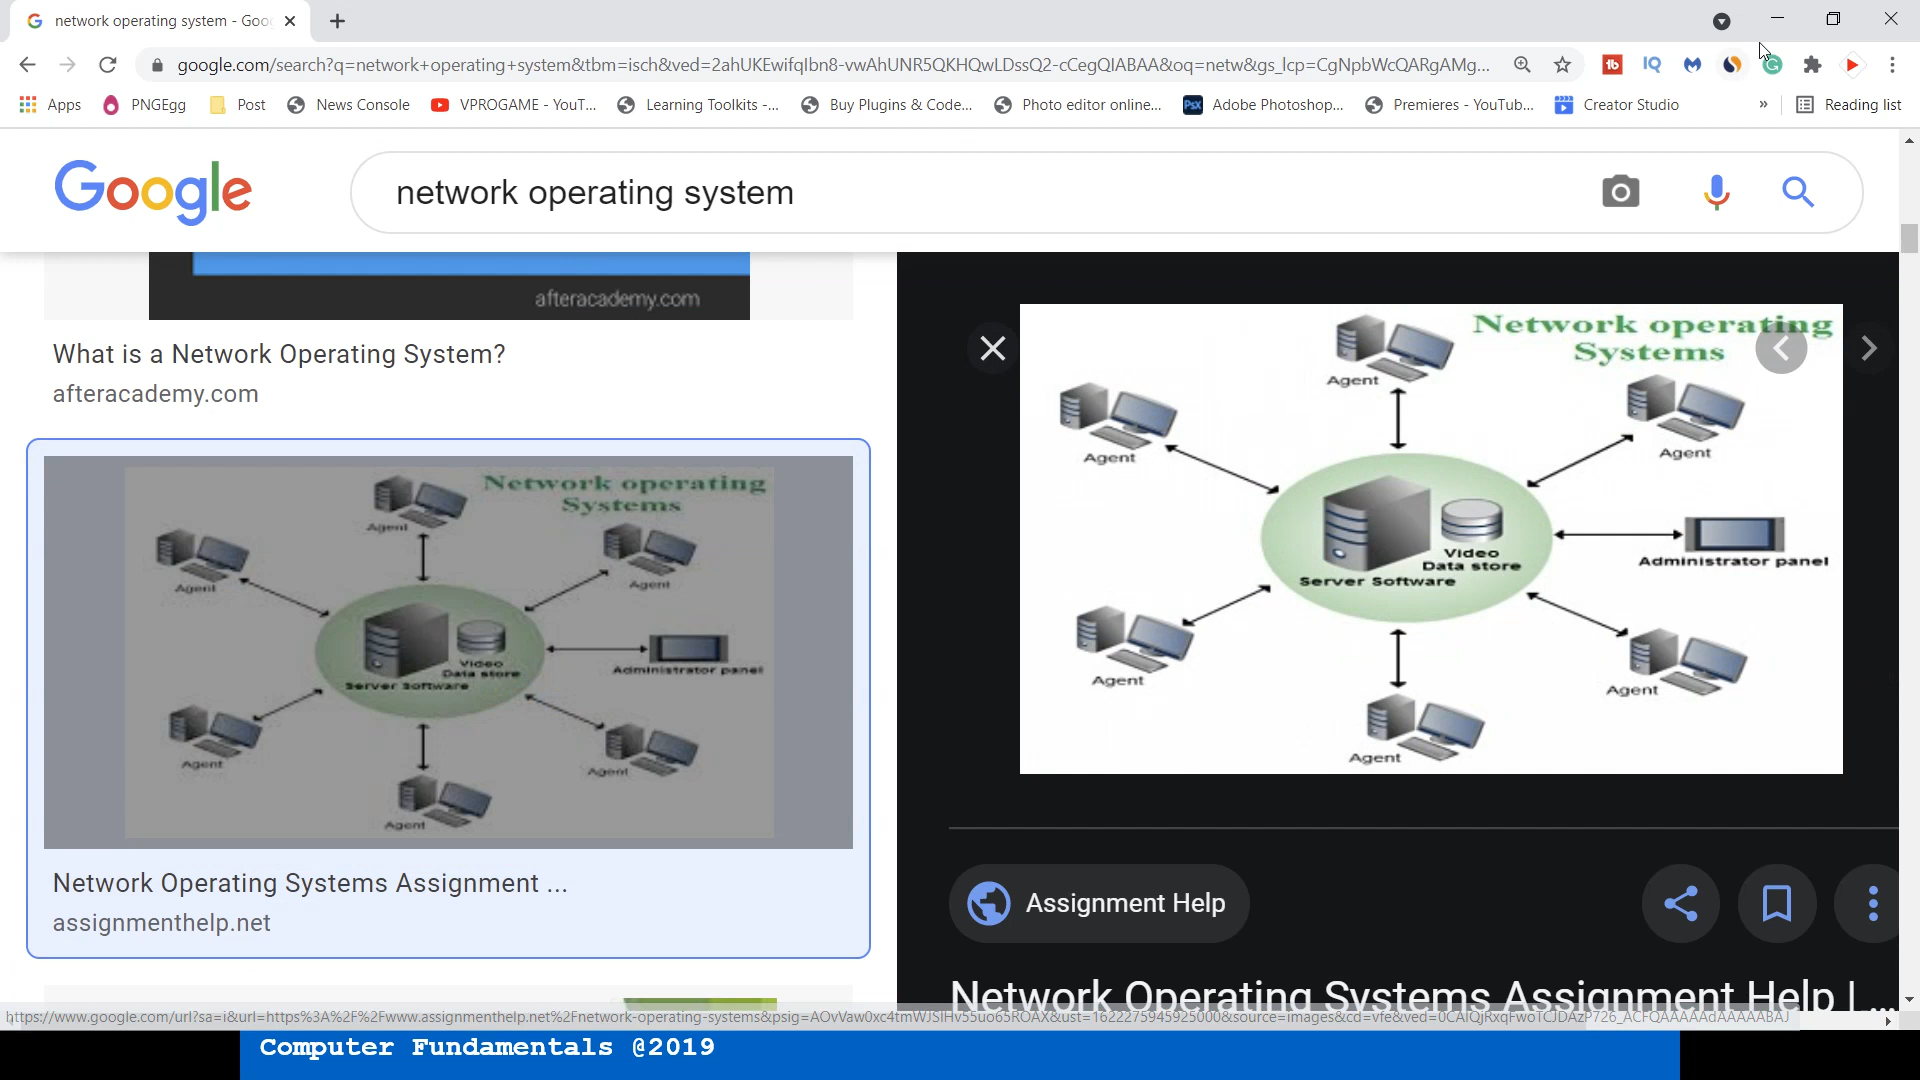 network operating system - Goo
google.com/search?q=network+operating+system&tbm=isch&ved=2ahUKEwifqIbn8-vwAhUNR5QKHQwLDssQ2-cCegQIABAA&oq=netw&gs_lcp=CgNpbWcQARgAMg...
Apps PNGEgg Post News Console VPROGAME - YouT... Learning Toolkits -... Buy Plugins & Code... Photo editor online... Psx Adobe Photoshop... Premieres - YouTub... Creator Studio » Reading list
Google
network operating system
afteracademy.com
What is a Network Operating System?
afteracademy.com
Network operating
Systems
Agent
Agent
Agent
Video
Data store
Server Software
Administrator panel
Agent
Agent
Agent
Network Operating Systems Assignment ...
assignmenthelp.net
Network operating
Systems
Agent
Agent
Agent
Video
Data store
Server Software
Administrator panel
Agent
Agent
Agent
Assignment Help
Network Operating Systems Assignment Help | ...
Computer Fundamentals @2019